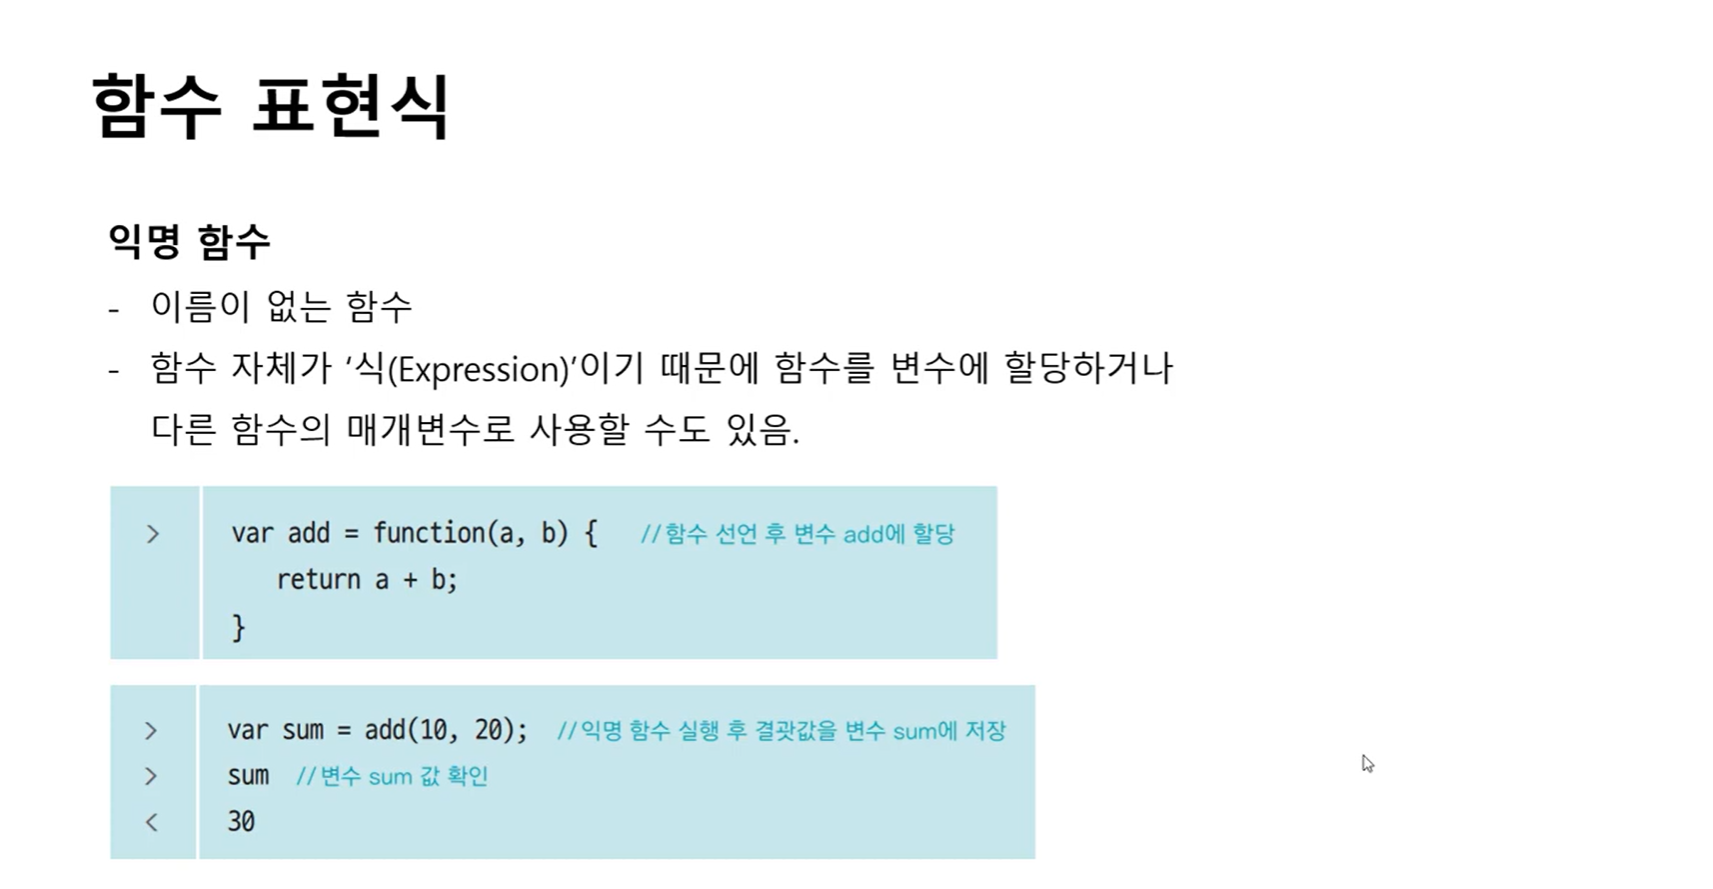 함수 표현식
익명 함수
- 이름이 없는 함수
- 함수 자체가 ‘식(Expression)’이기 때문에 함수를 변수에 할당하거나
다른 함수의 매개변수로 사용할 수도 있음.
> var add = function(a, b) { //함수 선언 후 변수 add에 할당
return a + b;
}
> var sum = add(10, 20); //익명 함수 실행 후 결괏값을 변수 sum에 저장
> sum //변수 sum 값 확인
< 30